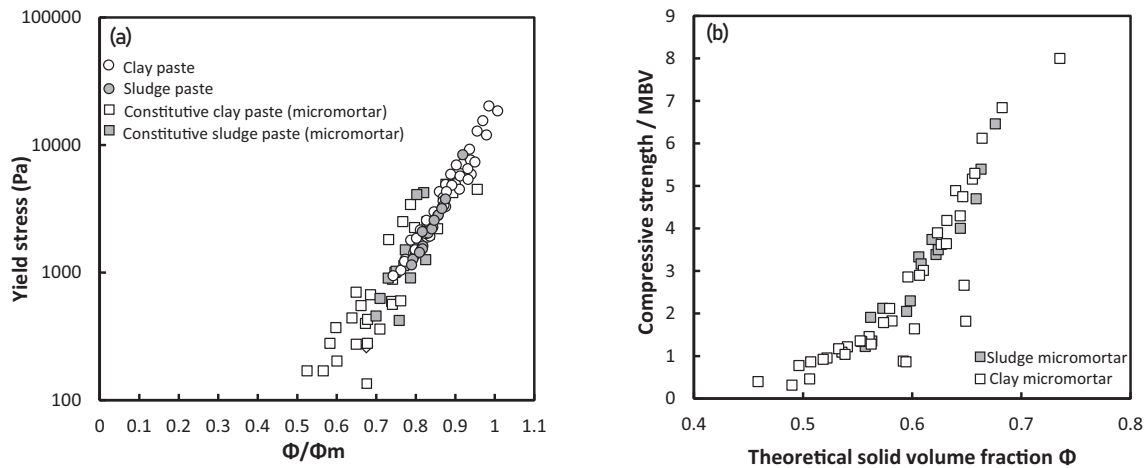 (a)
Clay paste
Sludge paste
Constitutive clay paste (micromortar)
Constitutive sludge paste (micromortar)
Yield stress (Pa)
100000
10000
1000
100
0 0.1 0.2 0.3 0.4 0.5 0.6 0.7 0.8 0.9 1 1.1
Φ/Φm
(b)
Compressive strength / MBV
9
8
7
6
5
4
3
2
1
0
Sludge micromortar
Clay micromortar
0.4 0.5 0.6 0.7 0.8
Theoretical solid volume fraction Φ